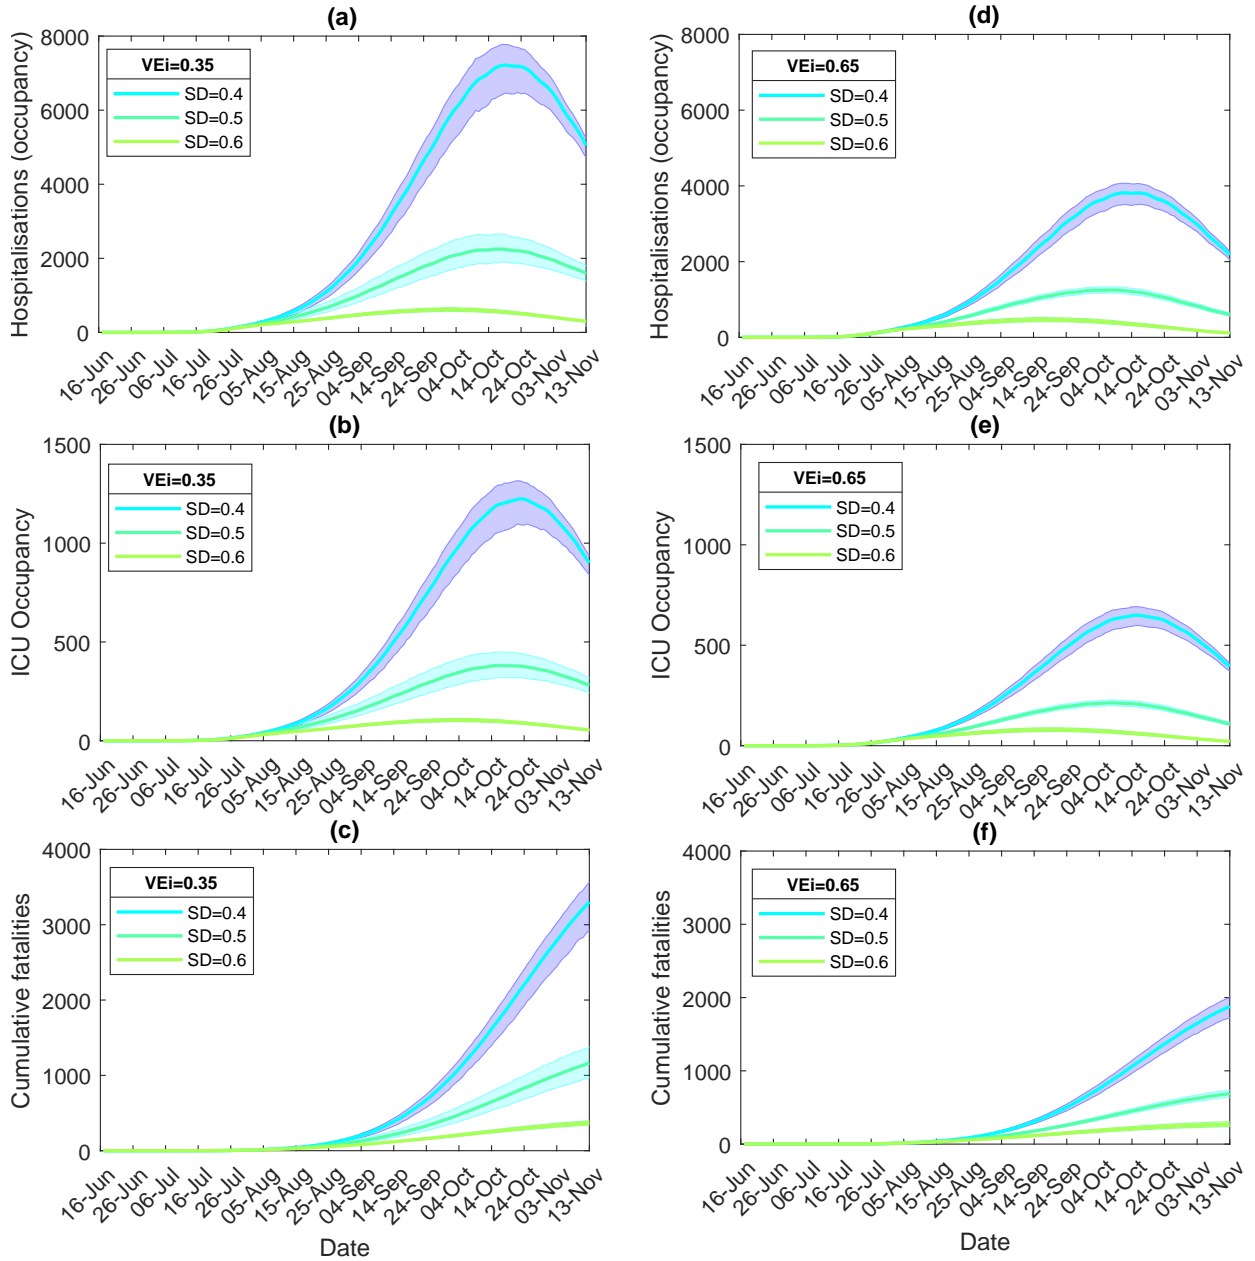 (a)
Hospitalisations (occupancy)
8000
6000
4000
2000
0
VEi=0.35
SD=0.4
SD=0.5
SD=0.6
16-Jun
26-Jun
06-Jul
16-Jul
26-Jul
05-Aug
15-Aug
25-Aug
04-Sep
14-Sep
24-Sep
04-Oct
14-Oct
24-Oct
03-Nov
13-Nov
(d)
Hospitalisations (occupancy)
8000
6000
4000
2000
0
VEi=0.65
SD=0.4
SD=0.5
SD=0.6
16-Jun
26-Jun
06-Jul
16-Jul
26-Jul
05-Aug
15-Aug
25-Aug
04-Sep
14-Sep
24-Sep
04-Oct
14-Oct
24-Oct
03-Nov
13-Nov
(b)
ICU Occupancy
1500
1000
500
0
VEi=0.35
SD=0.4
SD=0.5
SD=0.6
16-Jun
26-Jun
06-Jul
16-Jul
26-Jul
05-Aug
15-Aug
25-Aug
04-Sep
14-Sep
24-Sep
04-Oct
14-Oct
24-Oct
03-Nov
13-Nov
(e)
ICU Occupancy
1500
1000
500
0
VEi=0.65
SD=0.4
SD=0.5
SD=0.6
16-Jun
26-Jun
06-Jul
16-Jul
26-Jul
05-Aug
15-Aug
25-Aug
04-Sep
14-Sep
24-Sep
04-Oct
14-Oct
24-Oct
03-Nov
13-Nov
(c)
Cumulative fatalities
4000
3000
2000
1000
0
VEi=0.35
SD=0.4
SD=0.5
SD=0.6
16-Jun
26-Jun
06-Jul
16-Jul
26-Jul
05-Aug
15-Aug
25-Aug
04-Sep
14-Sep
24-Sep
04-Oct
14-Oct
24-Oct
03-Nov
13-Nov
Date
(f)
Cumulative fatalities
4000
3000
2000
1000
0
VEi=0.65
SD=0.4
SD=0.5
SD=0.6
16-Jun
26-Jun
06-Jul
16-Jul
26-Jul
05-Aug
15-Aug
25-Aug
04-Sep
14-Sep
24-Sep
04-Oct
14-Oct
24-Oct
03-Nov
13-Nov
Date